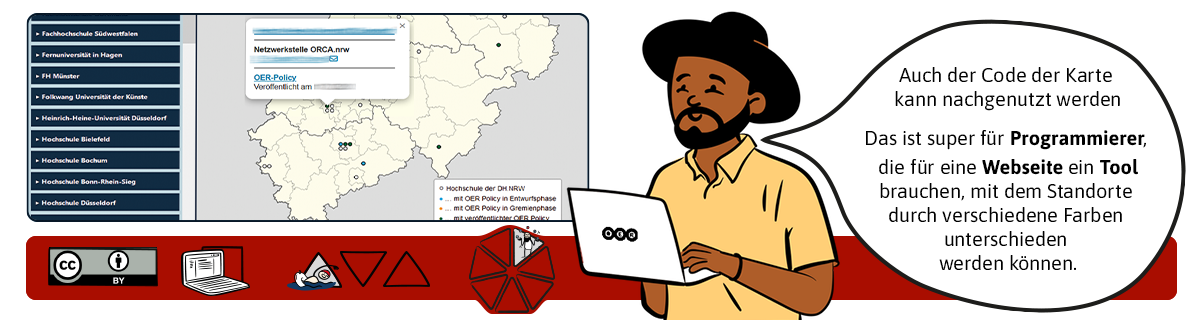 Fachhochschule Südwestfalen
Fernuniversität in Hagen
FH Münster
Folkwang Universität der Künste
Heinrich-Heine-Universität Düsseldorf
Hochschule Bielefeld
Hochschule Bochum
Hochschule Bonn-Rhein-Sieg
Hochschule Düsseldorf
Netzwerkstelle ORCA.nrw
OER-Policy
Veröffentlicht am
Hochschule der DH.NRW
... mit OER Policy in Entwurfsphase
... mit OER Policy in Gremienphase
... mit veröffentlichter OER Policy
cc
BY
OER
Auch der Code der Karte
kann nachgenutzt werden
Das ist super für Programmierer,
die für eine Webseite ein Tool
brauchen, mit dem Standorte
durch verschiedene Farben
unterschieden
werden können.